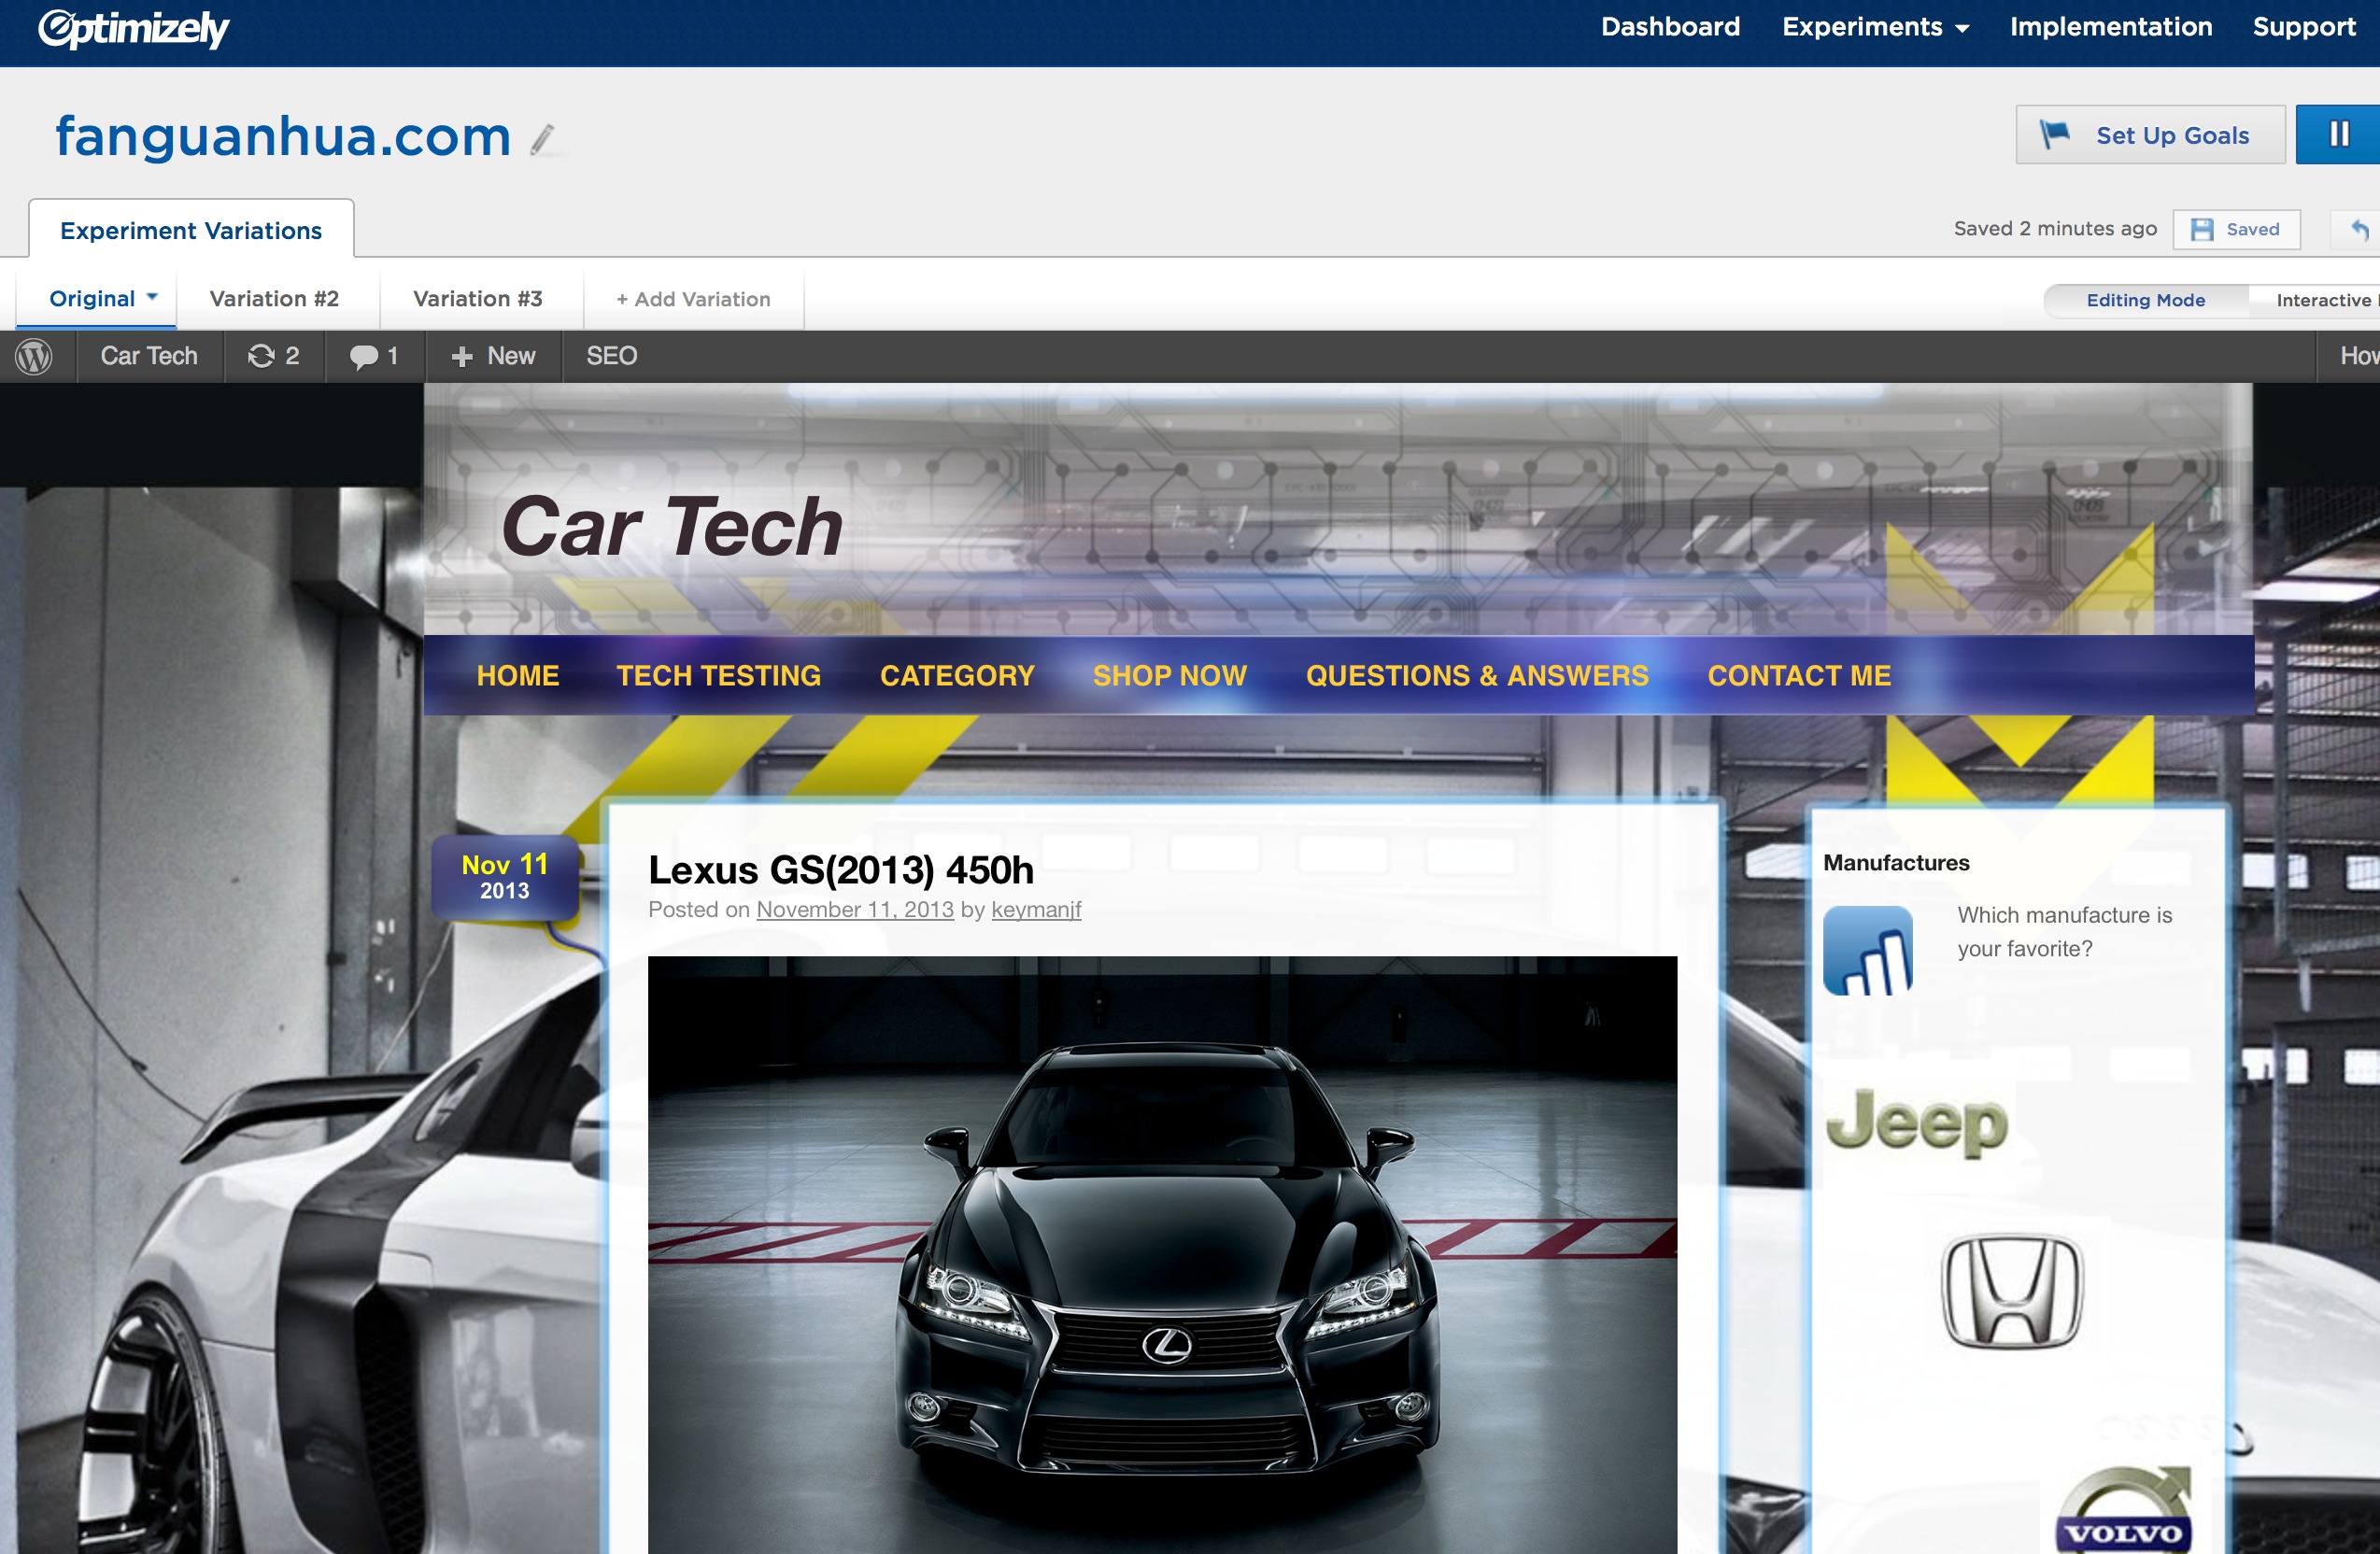 Optimizely
Dashboard Experiments Implementation Support
fanguanhua.com
Set Up Goals
Experiment Variations
Saved 2 minutes ago Saved
Original Variation #2 Variation #3 + Add Variation
Editing Mode Interactive
Car Tech 2 1 + New SEO How
Car Tech
HOME TECH TESTING CATEGORY SHOP NOW QUESTIONS & ANSWERS CONTACT ME
Nov 11
2013
Lexus GS(2013) 450h
Posted on November 11, 2013 by keymanjf
Manufactures
Which manufacture is
your favorite?
Jeep
VOLVO